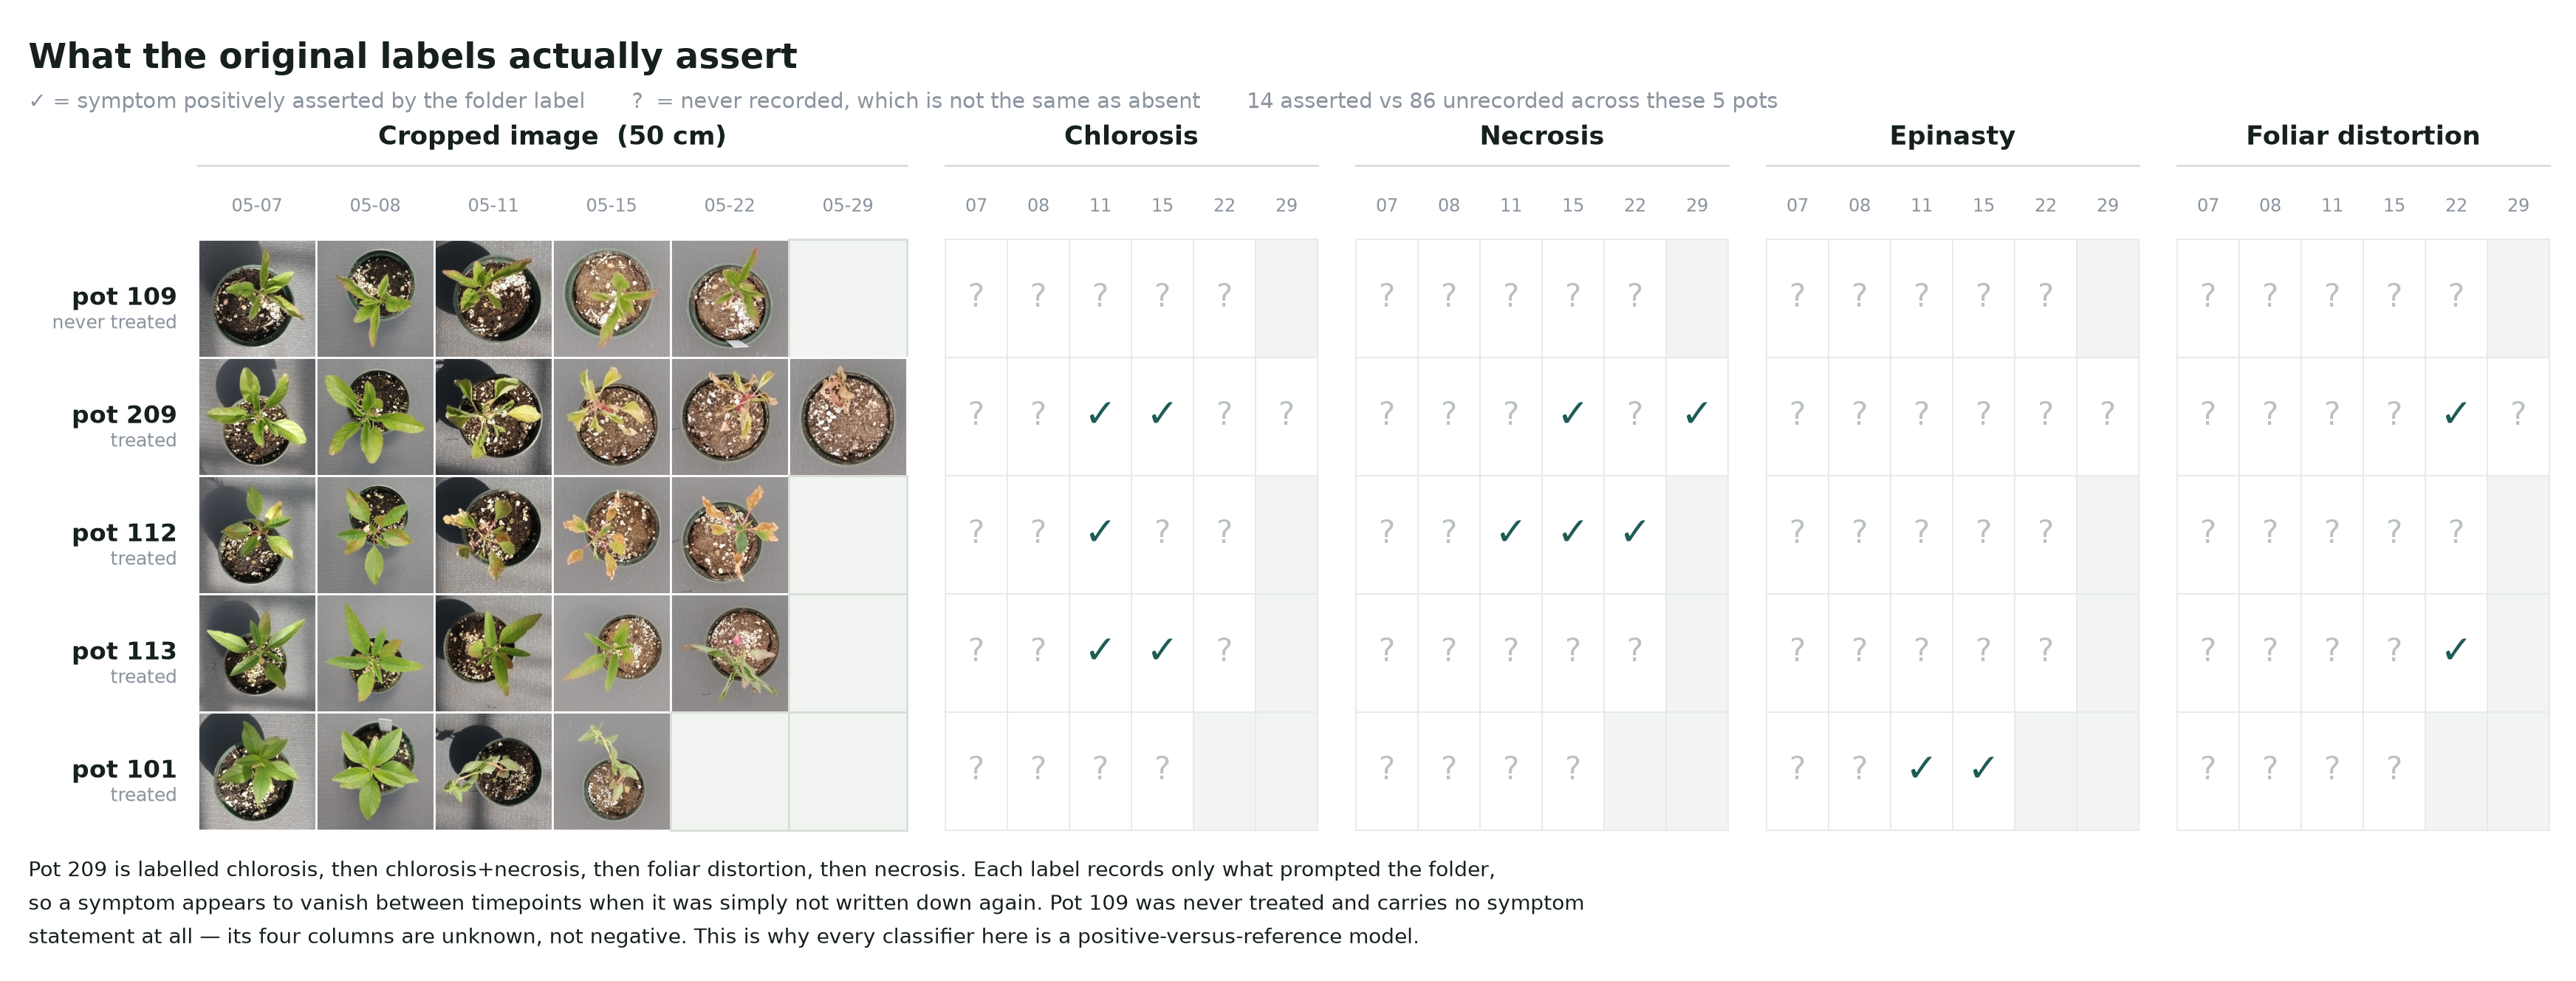 What the original labels actually assert
✓ = symptom positively asserted by the folder label ? = never recorded, which is not the same as absent 14 asserted vs 86 unrecorded across these 5 pots
Cropped image (50 cm) Chlorosis Necrosis Epinasty Foliar distortion
05-07 05-08 05-11 05-15 05-22 05-29 07 08 11 15 22 29 07 08 11 15 22 29 07 08 11 15 22 29 07 08 11 15 22 29
pot 109 ? ? ? ? ? ? ? ? ? ? ? ? ? ? ? ? ? ? ? ?
never treated
pot 209 ? ? ✓ ✓ ? ? ? ? ? ✓ ? ✓ ? ? ? ? ? ? ? ? ? ? ✓ ?
treated
pot 112 ? ? ✓ ? ? ? ? ✓ ✓ ✓ ? ? ? ? ? ? ? ? ? ?
treated
pot 113 ? ? ✓ ✓ ? ? ? ? ? ? ? ? ? ? ? ? ? ? ? ✓
treated
pot 101 ? ? ? ? ? ? ? ? ? ? ✓ ✓ ? ? ? ?
treated
Pot 209 is labelled chlorosis, then chlorosis+necrosis, then foliar distortion, then necrosis. Each label records only what prompted the folder,
so a symptom appears to vanish between timepoints when it was simply not written down again. Pot 109 was never treated and carries no symptom
statement at all — its four columns are unknown, not negative. This is why every classifier here is a positive-versus-reference model.